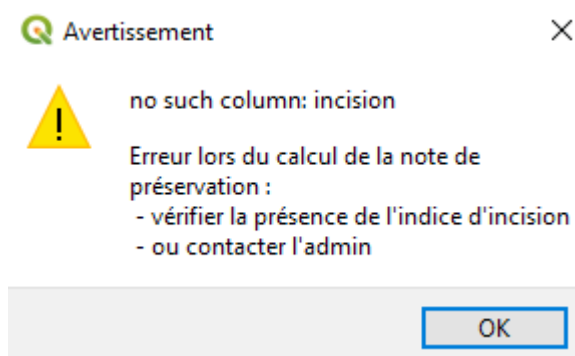 Avertissement
no such column: incision
Erreur lors du calcul de la note de
préservation :
- vérifier la présence de l'indice d'incision
- ou contacter l'admin
OK